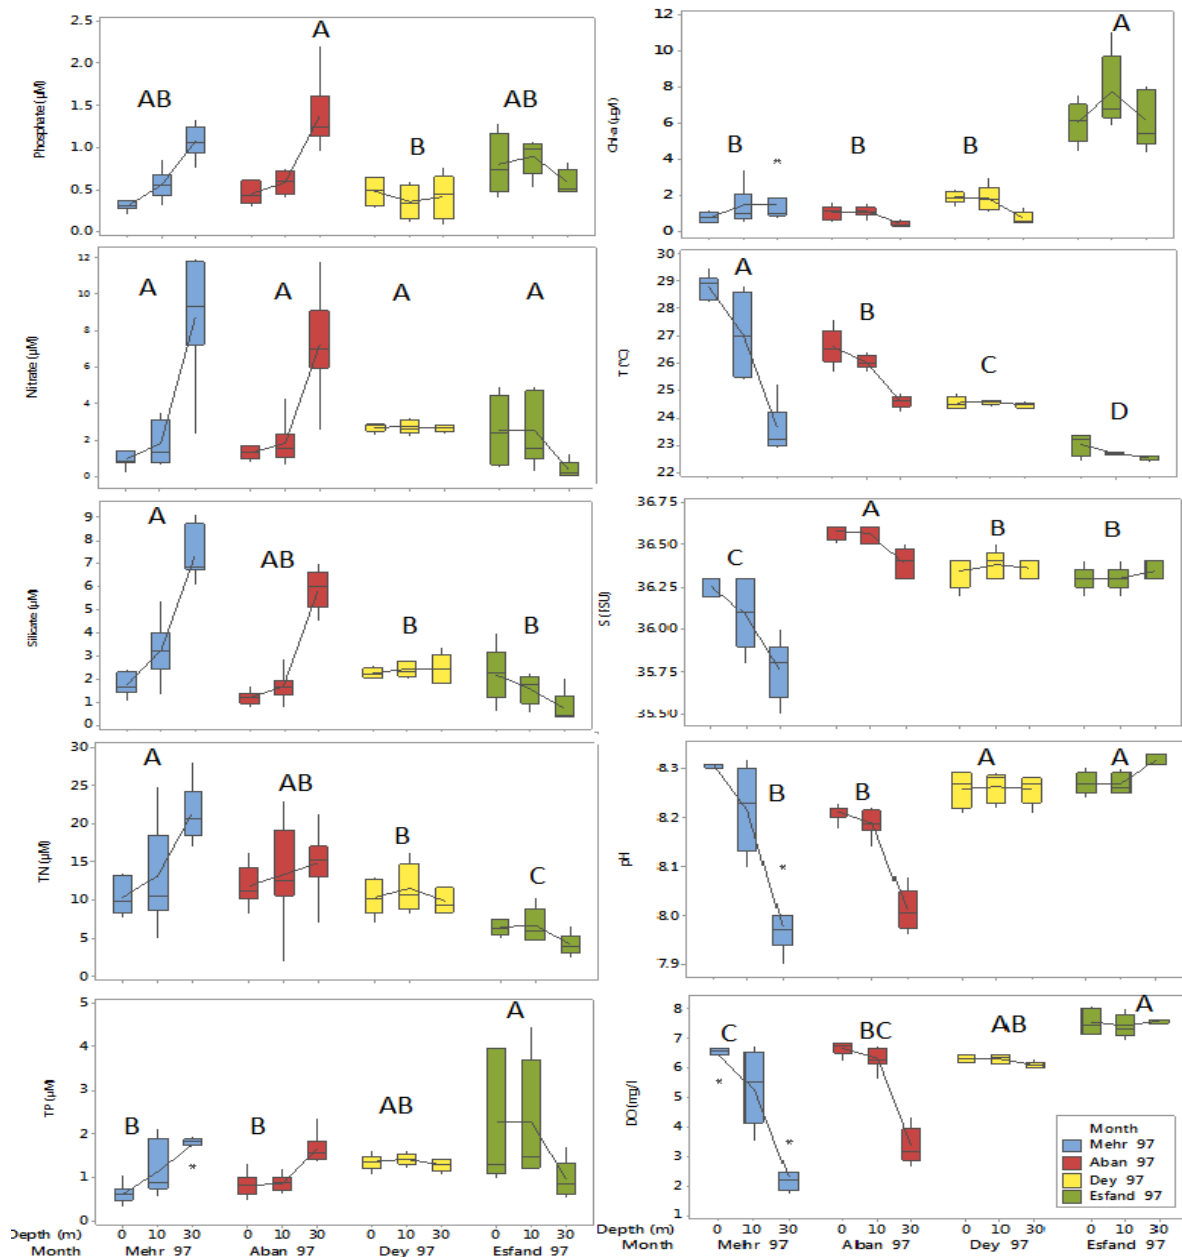 2.5
2.0
1.5
1.0
0.5
0.0
Phosphate (µM)
AB
A
B
AB
12
10
8
6
4
2
0
Chl-a (µg/l)
B
B
B
A
*
12
10
8
6
4
2
0
Nitrate (µM)
A
A
A
A
30
29
28
27
26
25
24
23
22
T (°C)
A
B
C
D
9
8
7
6
5
4
3
2
1
0
Silicate (µM)
A
AB
B
B
36.75
36.50
36.25
36.00
35.75
35.50
C
A
B
B
30
25
20
15
10
5
0
TN (µM)
A
AB
B
C
8.3
8.2
8.1
8.0
7.9
pH
B
B
A
A
*
5
4
3
2
1
0
TP (µM)
B
B
AB
A
*
8
7
6
5
4
3
2
1
DO(mg/l
C
BC
AB
A
*
*
Month
Mehr 97
Aban 97
Dey 97
Esfand 97
Depth (m) 0 10 30 0 10 30 0 10 30 0 10 30
Month Mehr 97 Aban 97 Dey 97 Esfand 97
Depth (m) 0 10 30 0 10 30 0 10 30 0 10 30
Month Mehr 97 Aban 97 Dey 97 Esfand 97